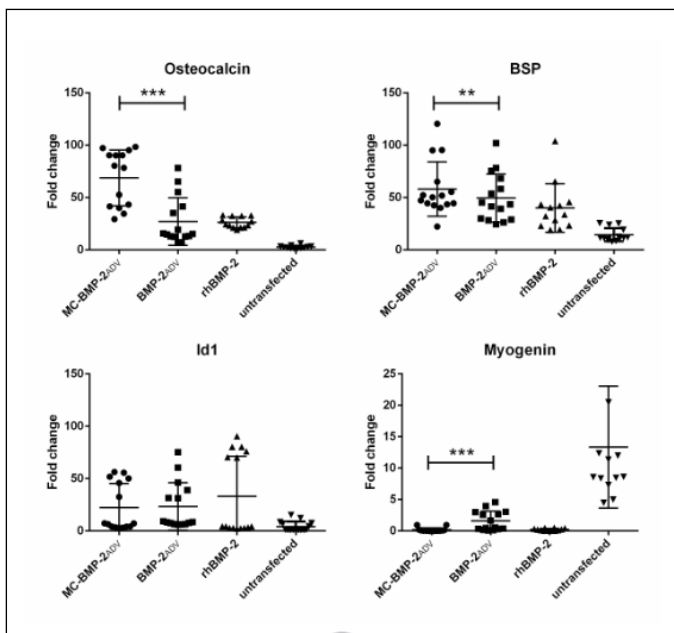 Osteocalcin
150
100
50
0
Fold change
***
MC-BMP-2ADV
BMP-2ADV
rhBMP-2
untransfected
BSP
150
100
50
0
Fold change
**
MC-BMP-2ADV
BMP-2ADV
rhBMP-2
untransfected
Id1
150
100
50
0
Fold change
MC-BMP-2ADV
BMP-2ADV
rhBMP-2
untransfected
Myogenin
25
20
15
10
5
0
Fold change
***
MC-BMP-2ADV
BMP-2ADV
rhBMP-2
untransfected